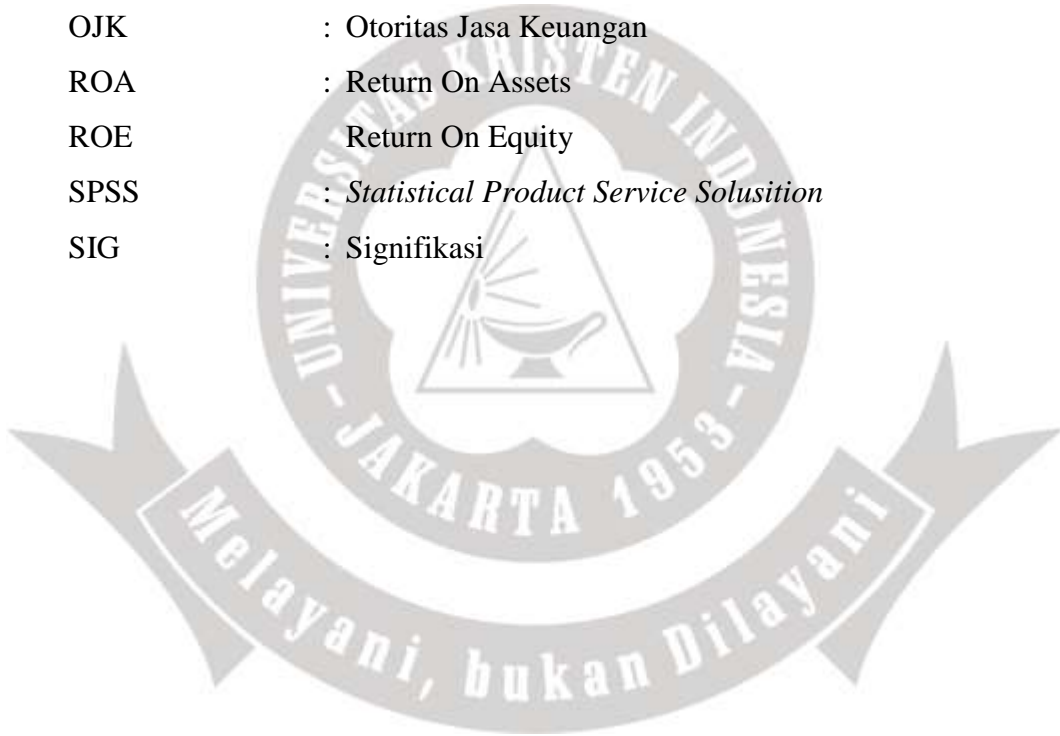 OJK : Otoritas Jasa Keuangan
ROA : Return On Assets
ROE Return On Equity
SPSS : Statistical Product Service Solusition
SIG : Signifikasi
UNIVERSITAS KRISTEN INDONESIA
- JAKARTA 1953 -
Melayani, bukan Dilayani